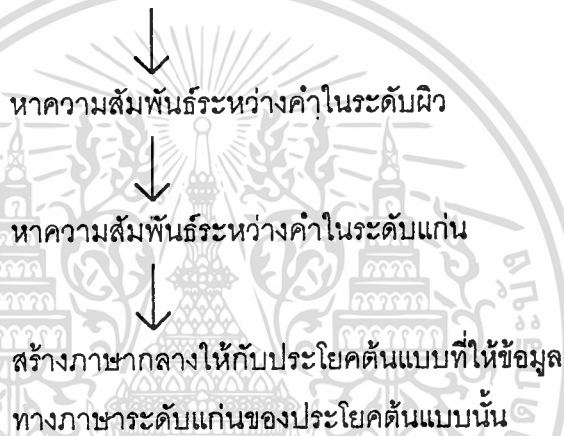 หาความสัมพันธ์ระหว่างคำในระดับผิว
หาความสัมพันธ์ระหว่างคำในระดับแก่น
สร้างภาษากลางให้กับประโยคต้นแบบที่ให้ข้อมูล
ทางภาษาระดับแก่นของประโยคต้นแบบนั้น